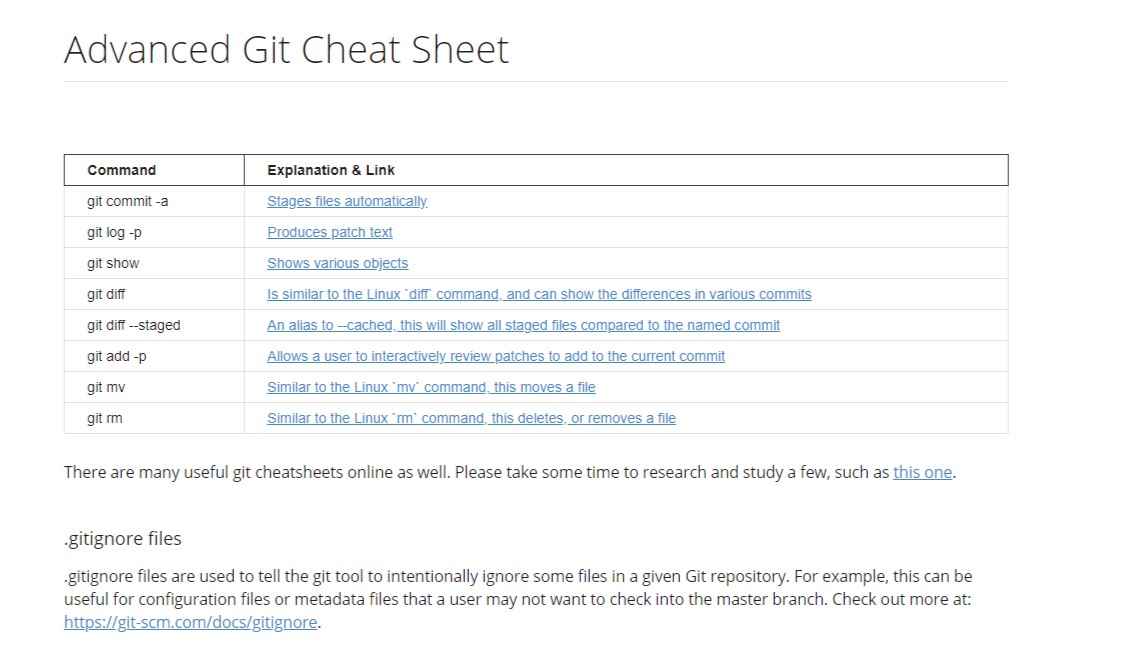 Advanced Git Cheat Sheet
Command Explanation & Link
git commit -a Stages files automatically
git log -p Produces patch text
git show Shows various objects
git diff Is similar to the Linux `diff` command, and can show the differences in various commits
git diff --staged An alias to --cached, this will show all staged files compared to the named commit
git add -p Allows a user to interactively review patches to add to the current commit
git mv Similar to the Linux `mv` command, this moves a file
git rm Similar to the Linux `rm` command, this deletes, or removes a file
There are many useful git cheatsheets online as well. Please take some time to research and study a few, such as this one.
.gitignore files
.gitignore files are used to tell the git tool to intentionally ignore some files in a given Git repository. For example, this can be
useful for configuration files or metadata files that a user may not want to check into the master branch. Check out more at:
https://git-scm.com/docs/gitignore.